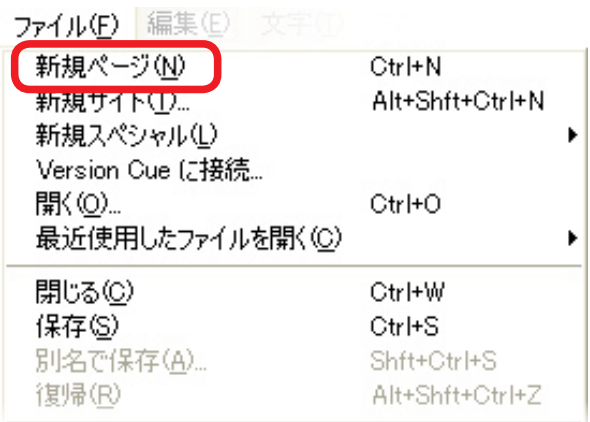 ファイル(F) 編集(E) 文字(T)
新規ページ(N) Ctrl+N
新規サイト(T)... Alt+Shft+Ctrl+N
新規スペシャル(L)
Version Cue に接続...
開く(O)... Ctrl+O
最近使用したファイルを開く(C)
閉じる(C) Ctrl+W
保存(S) Ctrl+S
別名で保存(A)... Shft+Ctrl+S
復帰(R) Alt+Shft+Ctrl+Z